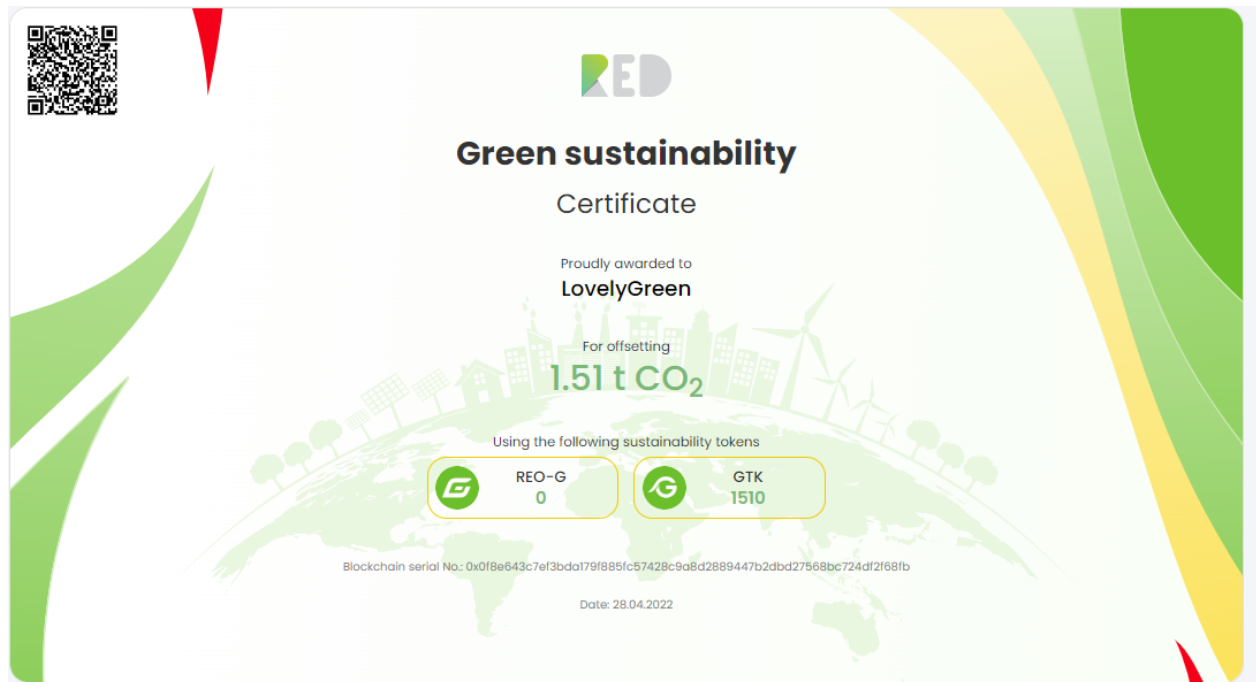 RED
Green sustainability
Certificate
Proudly awarded to
LovelyGreen
For offsetting
1.51 t CO₂
Using the following sustainability tokens
REO-G
0
GTK
1510
Blockchain serial No.: 0x0f8e643c7ef3bda179f885fc57428c9a8d2889447b2dbd27568bc724df2f68fb
Date: 28.04.2022